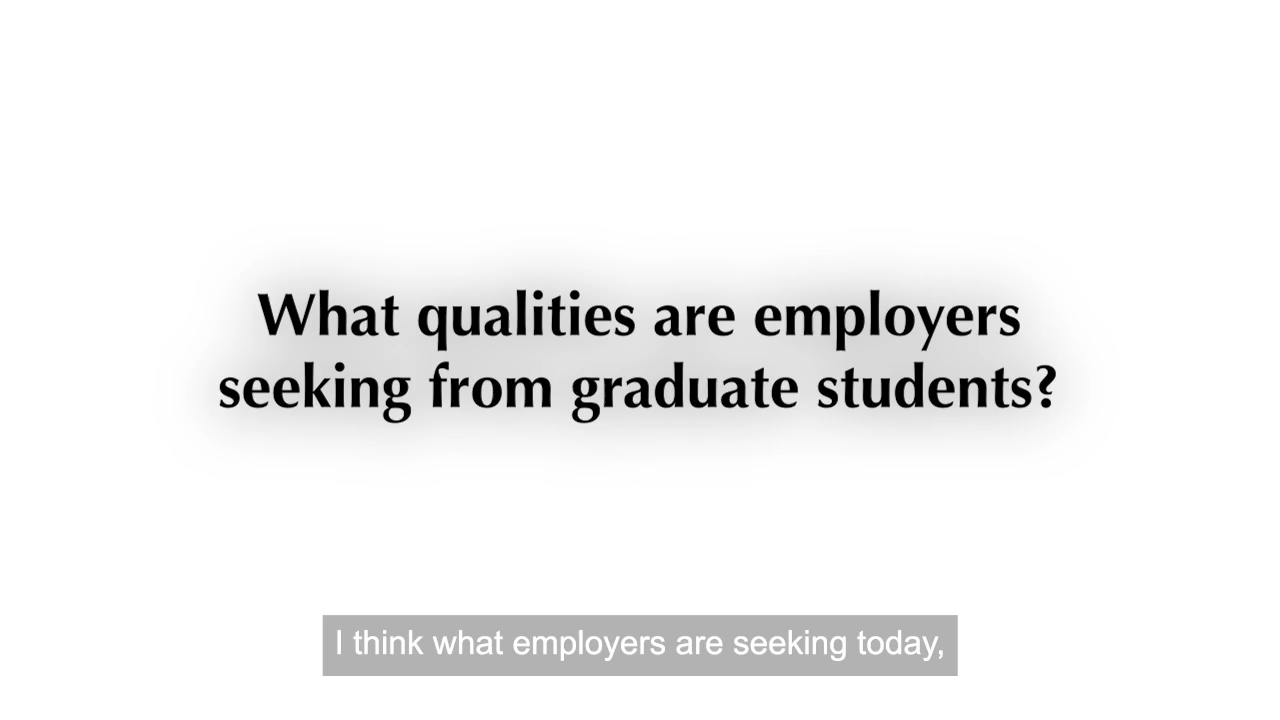 What qualities are employers
seeking from graduate students?
I think what employers are seeking today,